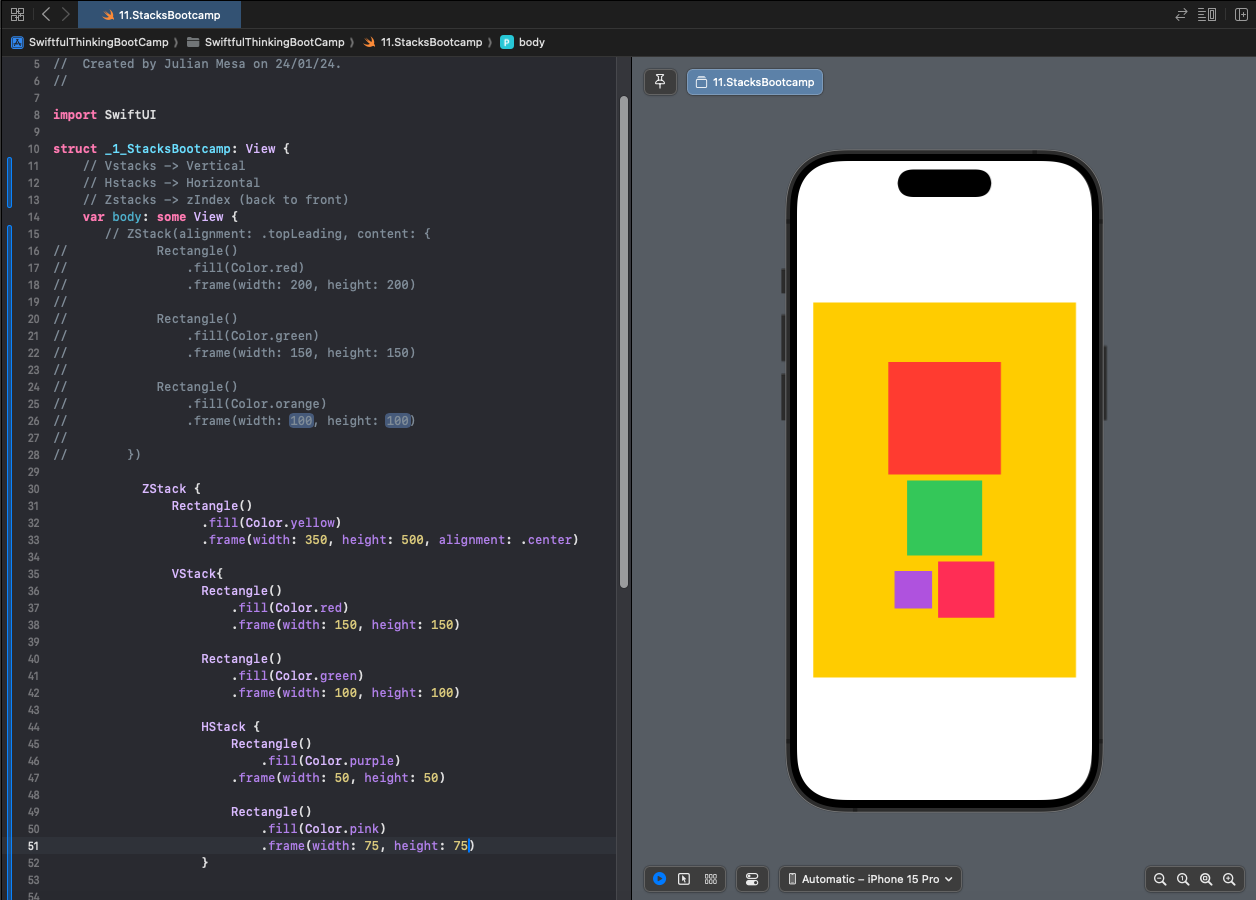 11.StacksBootcamp
SwiftfulThinkingBootCamp 〉 SwiftfulThinkingBootCamp 〉 11.StacksBootcamp 〉 P body
5 //  Created by Julian Mesa on 24/01/24.
6 //
7
8 import SwiftUI
9
10 struct _1_StacksBootcamp: View {
11     // Vstacks -> Vertical
12     // Hstacks -> Horizontal
13     // Zstacks -> zIndex (back to front)
14     var body: some View {
15        // ZStack(alignment: .topLeading, content: {
16 //            Rectangle()
17 //                .fill(Color.red)
18 //                .frame(width: 200, height: 200)
19 //
20 //            Rectangle()
21 //                .fill(Color.green)
22 //                .frame(width: 150, height: 150)
23 //
24 //            Rectangle()
25 //                .fill(Color.orange)
26 //                .frame(width: 100, height: 100)
27 //
28 //        })
29
30             ZStack {
31                 Rectangle()
32                     .fill(Color.yellow)
33                     .frame(width: 350, height: 500, alignment: .center)
34
35                 VStack{
36                     Rectangle()
37                         .fill(Color.red)
38                         .frame(width: 150, height: 150)
39
40                     Rectangle()
41                         .fill(Color.green)
42                         .frame(width: 100, height: 100)
43
44                     HStack {
45                         Rectangle()
46                             .fill(Color.purple)
47                         .frame(width: 50, height: 50)
48
49                         Rectangle()
50                             .fill(Color.pink)
51                             .frame(width: 75, height: 75)
52                     }
53
54
11.StacksBootcamp
Automatic – iPhone 15 Pro